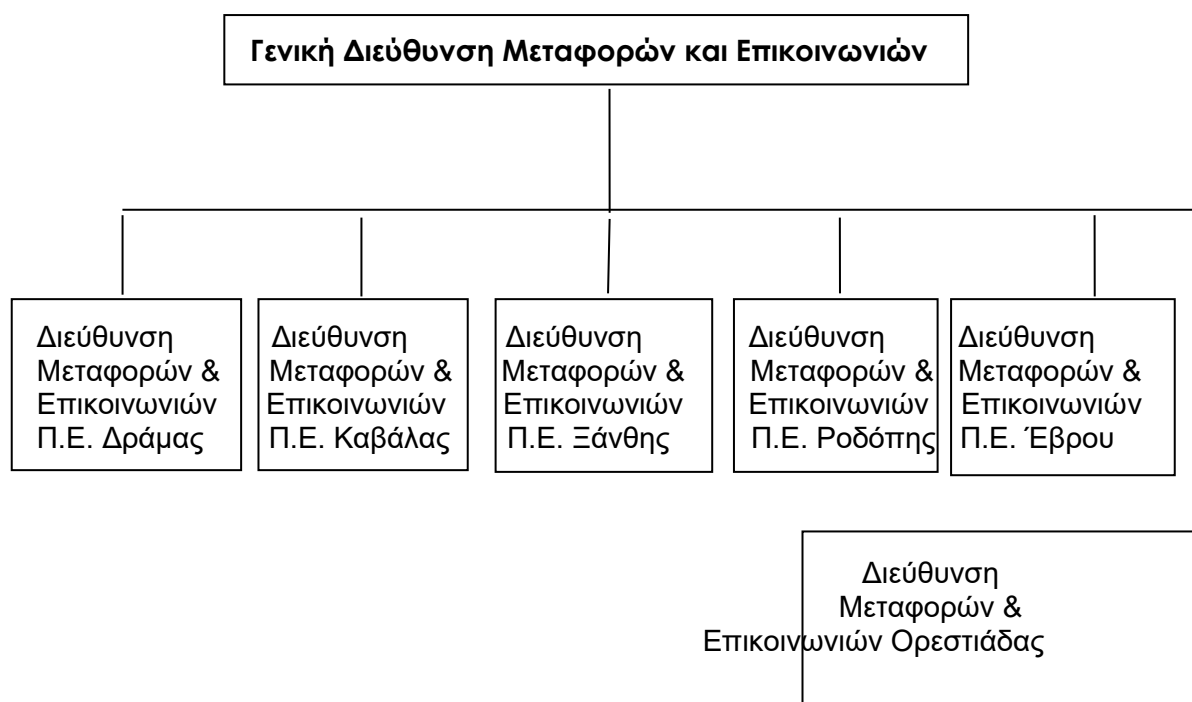 Γενική Διεύθυνση Μεταφορών και Επικοινωνιών
Διεύθυνση
Μεταφορών &
Επικοινωνιών
Π.Ε. Δράμας
Διεύθυνση
Μεταφορών &
Επικοινωνιών
Π.Ε. Καβάλας
Διεύθυνση
Μεταφορών &
Επικοινωνιών
Π.Ε. Ξάνθης
Διεύθυνση
Μεταφορών &
Επικοινωνιών
Π.Ε. Ροδόπης
Διεύθυνση
Μεταφορών &
Επικοινωνιών
Π.Ε. Έβρου
Διεύθυνση
Μεταφορών &
Επικοινωνιών Ορεστιάδας